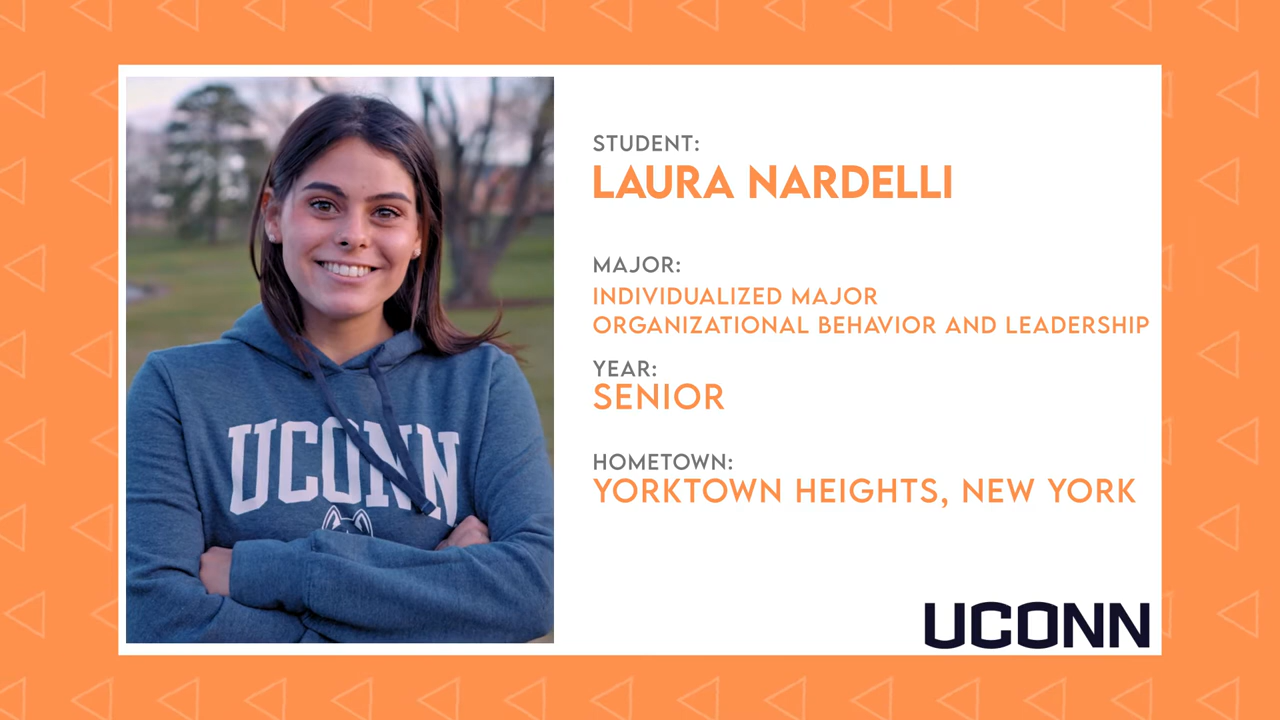 STUDENT:
LAURA NARDELLI
MAJOR:
INDIVIDUALIZED MAJOR
ORGANIZATIONAL BEHAVIOR AND LEADERSHIP
YEAR:
SENIOR
HOMETOWN:
YORKTOWN HEIGHTS, NEW YORK
UCONN
UCONN